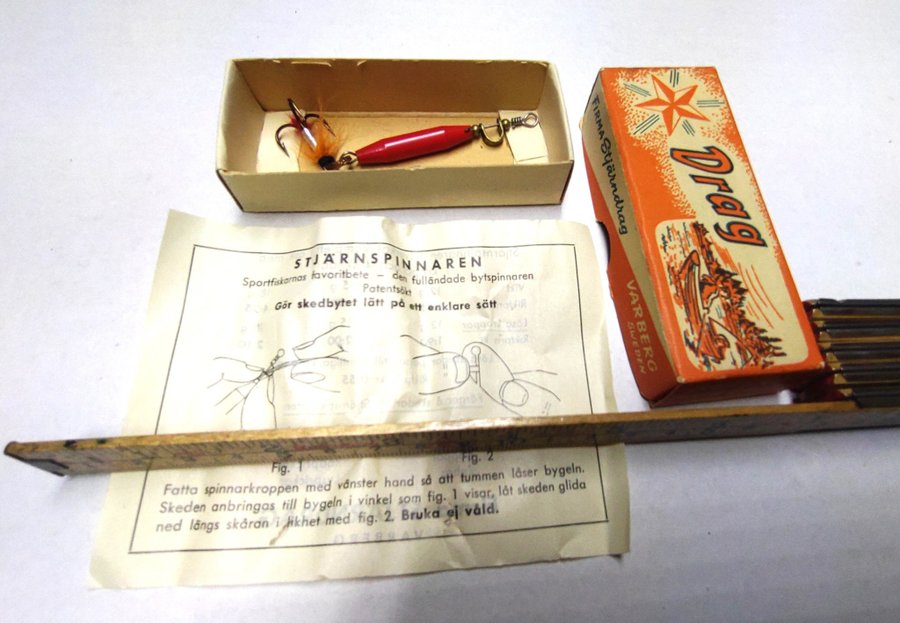 STJÄRNSPINNAREN
Sportfiskarnas favoritbete – den fulländade bytspinnaren
Patentsökt
Gör skedbytet lätt på ett enklare sätt
Fig. 1
Fig. 2
Fatta spinnarkroppen med vänster hand så att tummen låser bygeln.
Skeden anbringas till bygeln i vinkel som fig. 1 visar, låt skeden glida
ned längs skåran i likhet med fig. 2. Bruka ej våld.
FIRMA Stjärndrag
VARBERG
SWEDEN
Drag